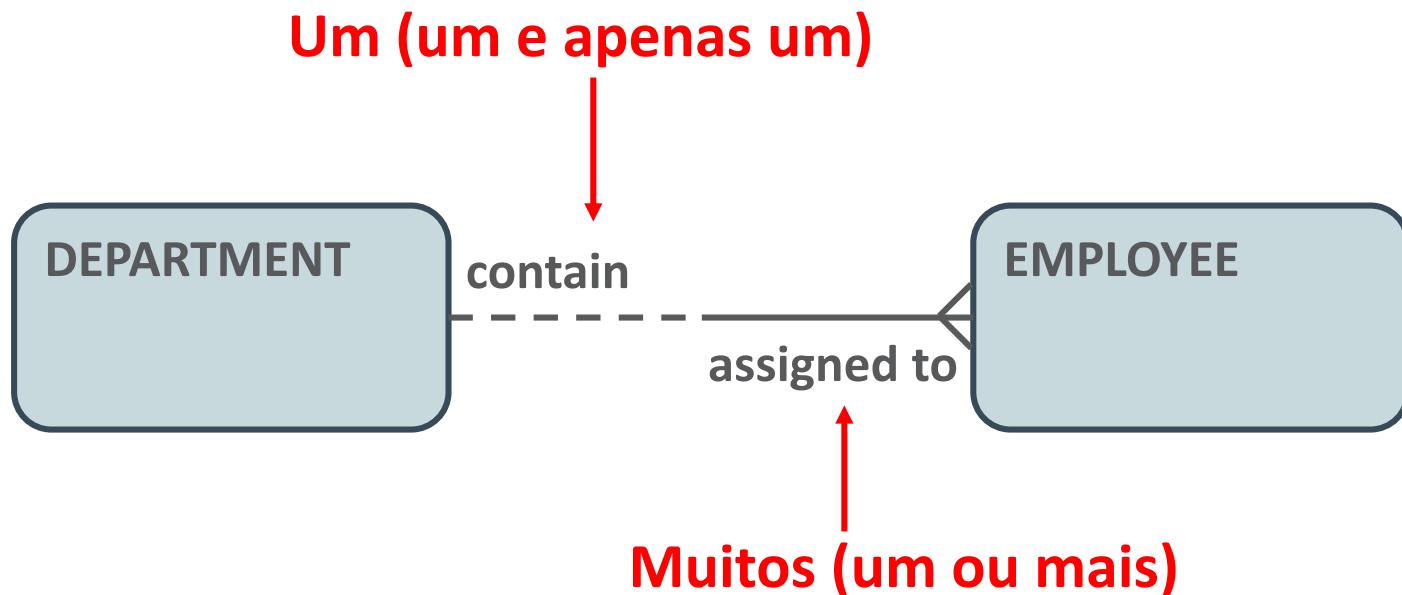 Um (um e apenas um)
DEPARTMENT
contain
EMPLOYEE
assigned to
Muitos (um ou mais)